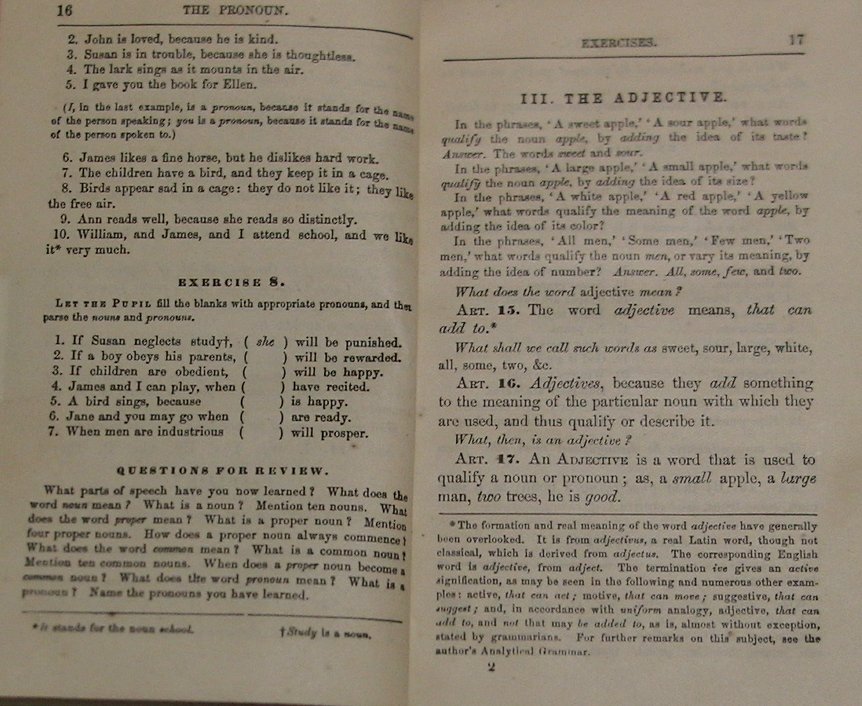 16 THE PRONOUN.
2. John is loved, because he is kind.
3. Susan is in trouble, because she is thoughtless.
4. The lark sings as it mounts in the air.
5. I gave you the book for Ellen.
(I, in the last example, is a pronoun, because it stands for the name
of the person speaking; you is a pronoun, because it stands for the name
of the person spoken to.)
6. James likes a fine horse, but he dislikes hard work.
7. The children have a bird, and they keep it in a cage.
8. Birds appear sad in a cage: they do not like it; they like
the free air.
9. Ann reads well, because she reads so distinctly.
10. William, and James, and I attend school, and we like
it* very much.
EXERCISE 8.
LET THE PUPIL fill the blanks with appropriate pronouns, and then
parse the nouns and pronouns.
1. If Susan neglects study†, ( she ) will be punished.
2. If a boy obeys his parents, ( ) will be rewarded.
3. If children are obedient, ( ) will be happy.
4. James and I can play, when ( ) have recited.
5. A bird sings, because ( ) is happy.
6. Jane and you may go when ( ) are ready.
7. When men are industrious ( ) will prosper.
QUESTIONS FOR REVIEW.
What parts of speech have you now learned? What does the
word noun mean? What is a noun? Mention ten nouns. What
does the word proper mean? What is a proper noun? Mention
four proper nouns. How does a proper noun always commence?
What does the word common mean? What is a common noun?
Mention ten common nouns. When does a proper noun become a
common noun? What does the word pronoun mean? What is a
pronoun? Name the pronouns you have learned.
*It stands for the noun school. †Study is a noun.
EXERCISES. 17
III. THE ADJECTIVE.
In the phrases, 'A sweet apple,' 'A sour apple,' what words
qualify the noun apple, by adding the idea of its taste?
Answer. The words sweet and sour.
In the phrases, 'A large apple,' 'A small apple,' what words
qualify the noun apple, by adding the idea of its size?
In the phrases, 'A white apple,' 'A red apple,' 'A yellow
apple,' what words qualify the meaning of the word apple, by
adding the idea of its color?
In the phrases, 'All men,' 'Some men,' 'Few men,' 'Two
men,' what words qualify the noun men, or vary its meaning, by
adding the idea of number? Answer. All, some, few, and two.
What does the word adjective mean?
ART. 15. The word adjective means, that can
add to.*
What shall we call such words as sweet, sour, large, white,
all, some, two, &c.
ART. 16. Adjectives, because they add something
to the meaning of the particular noun with which they
are used, and thus qualify or describe it.
What, then, is an adjective?
ART. 17. An ADJECTIVE is a word that is used to
qualify a noun or pronoun; as, a small apple, a large
man, two trees, he is good.
*The formation and real meaning of the word adjective have generally
been overlooked. It is from adjectivus, a real Latin word, though not
classical, which is derived from adjectus. The corresponding English
word is adjective, from adject. The termination ive gives an active
signification, as may be seen in the following and numerous other exam-
ples: active, that can act; motive, that can move; suggestive, that can
suggest; and, in accordance with uniform analogy, adjective, that can
add to, and not that may be added to, as is, almost without exception,
stated by grammarians. For further remarks on this subject, see the
author's Analytical Grammar.
2